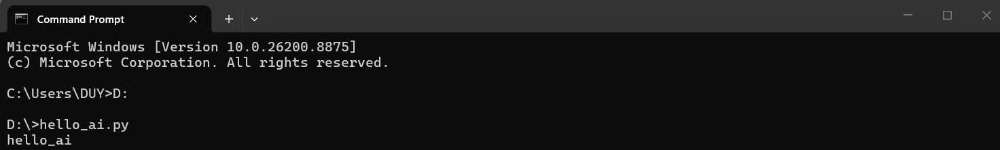 Command Prompt
Microsoft Windows [Version 10.0.26200.8875]
(c) Microsoft Corporation. All rights reserved.
C:\Users\DUY>D:
D:\>hello_ai.py
hello_ai